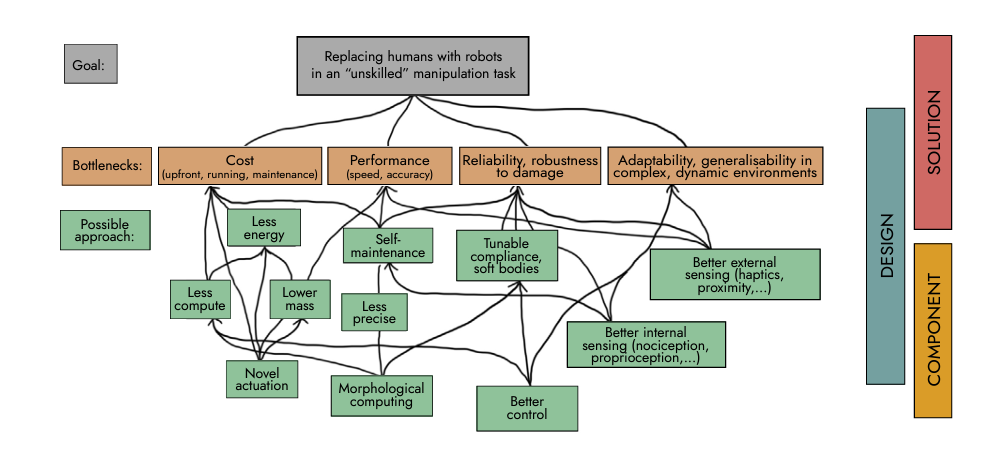 Goal:
Replacing humans with robots
in an “unskilled” manipulation task
Bottlenecks:
Cost
(upfront, running, maintenance)
Performance
(speed, accuracy)
Reliability, robustness
to damage
Adaptability, generalisability in
complex, dynamic environments
Possible
approach:
Less
energy
Self-
maintenance
Tunable
compliance,
soft bodies
Better external
sensing (haptics,
proximity,...)
Less
compute
Lower
mass
Less
precise
Better internal
sensing (nociception,
proprioception,...)
Novel
actuation
Morphological
computing
Better
control
DESIGN
SOLUTION
COMPONENT